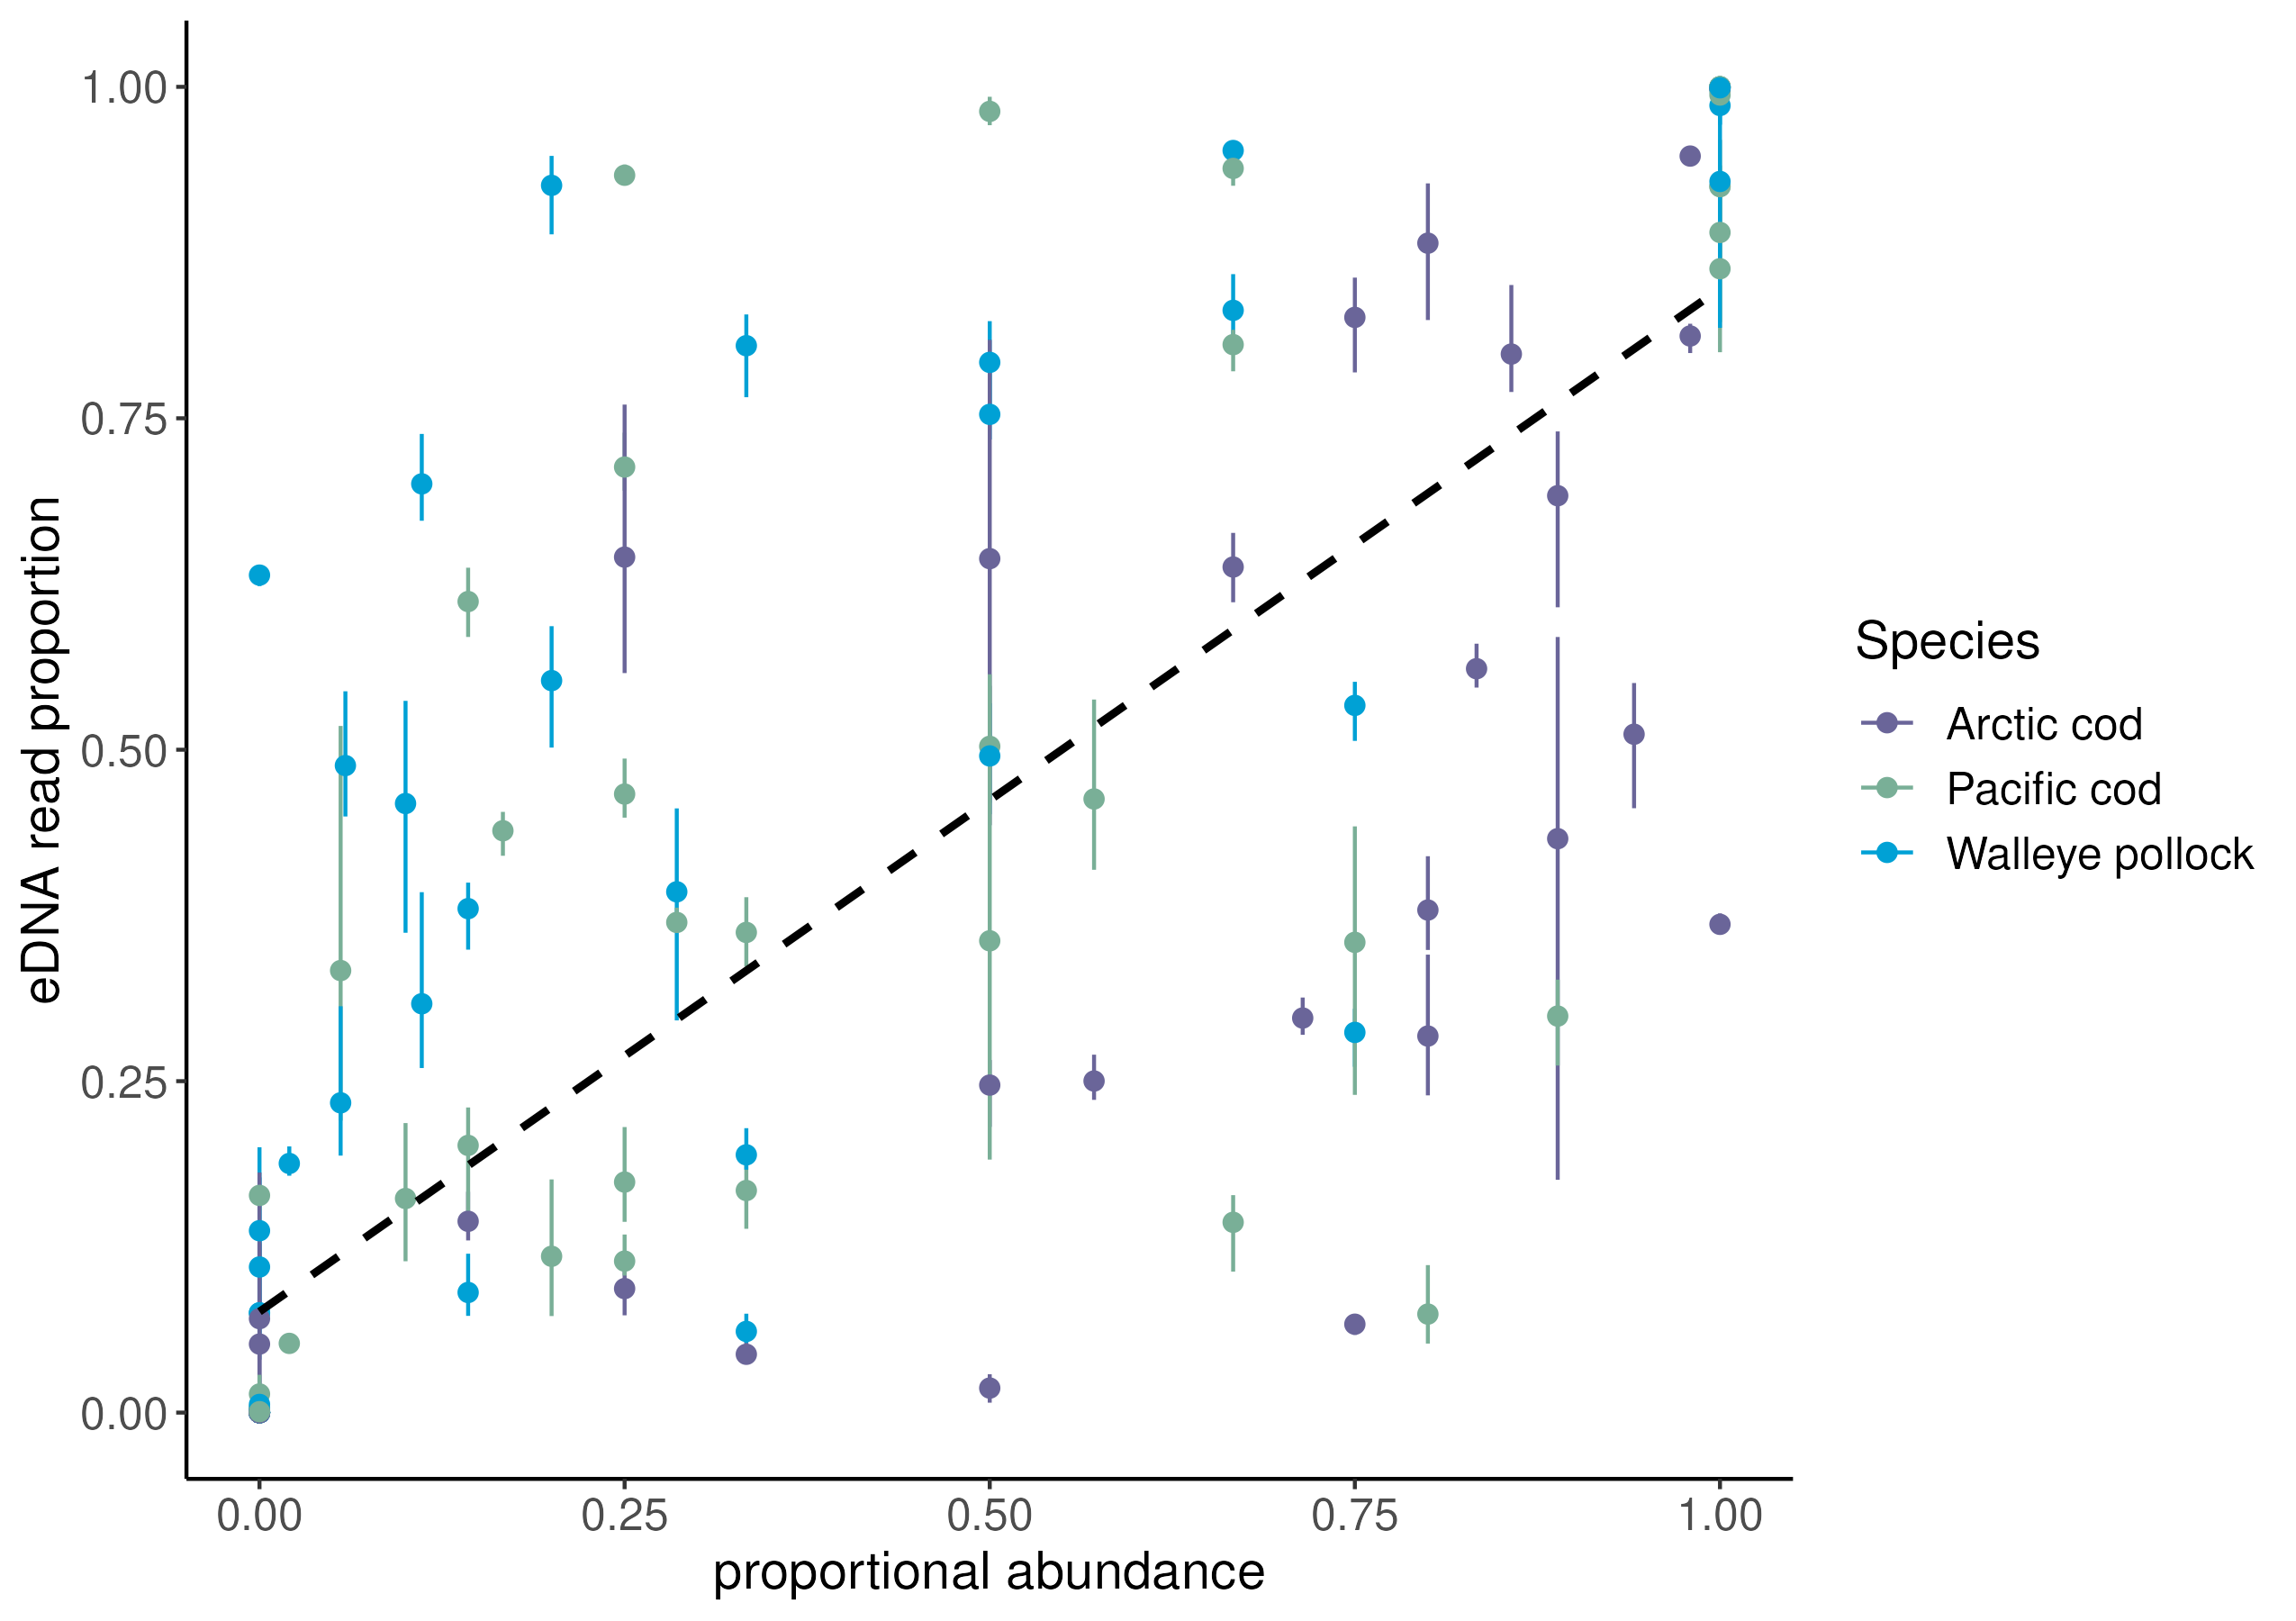 1.00
0.75
0.50
0.25
0.00
eDNA read proportion
0.00 0.25 0.50 0.75 1.00
proportional abundance
Species
Arctic cod
Pacific cod
Walleye pollock